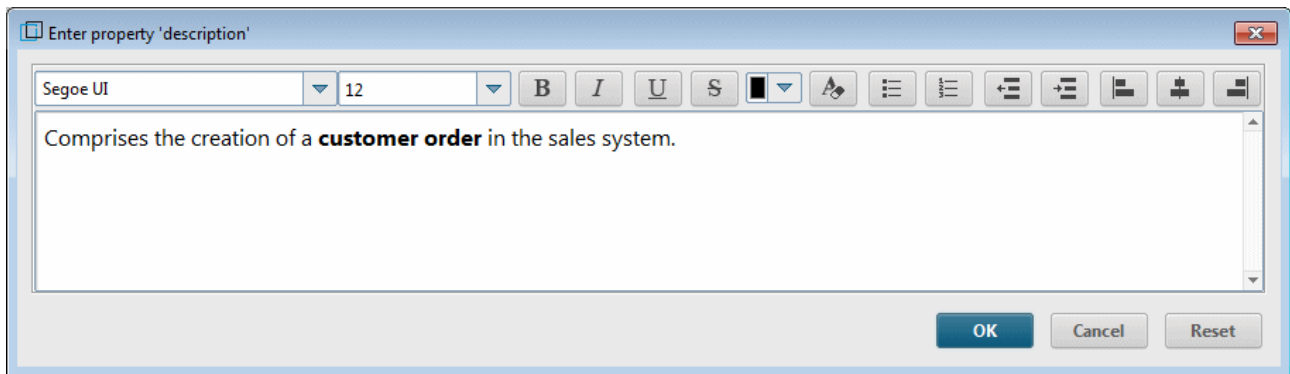 Enter property 'description'
Segoe UI 12 B I U S A
Comprises the creation of a customer order in the sales system.
OK Cancel Reset